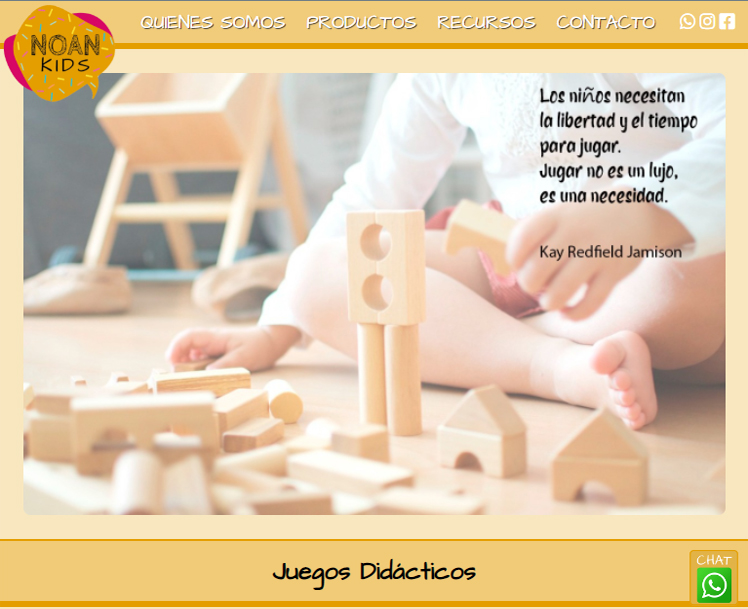 NOAN
KIDS
QUIENES SOMOS PRODUCTOS RECURSOS CONTACTO
Los niños necesitan
la libertad y el tiempo
para jugar.
Jugar no es un lujo,
es una necesidad.
Kay Redfield Jamison
Juegos Didácticos
CHAT